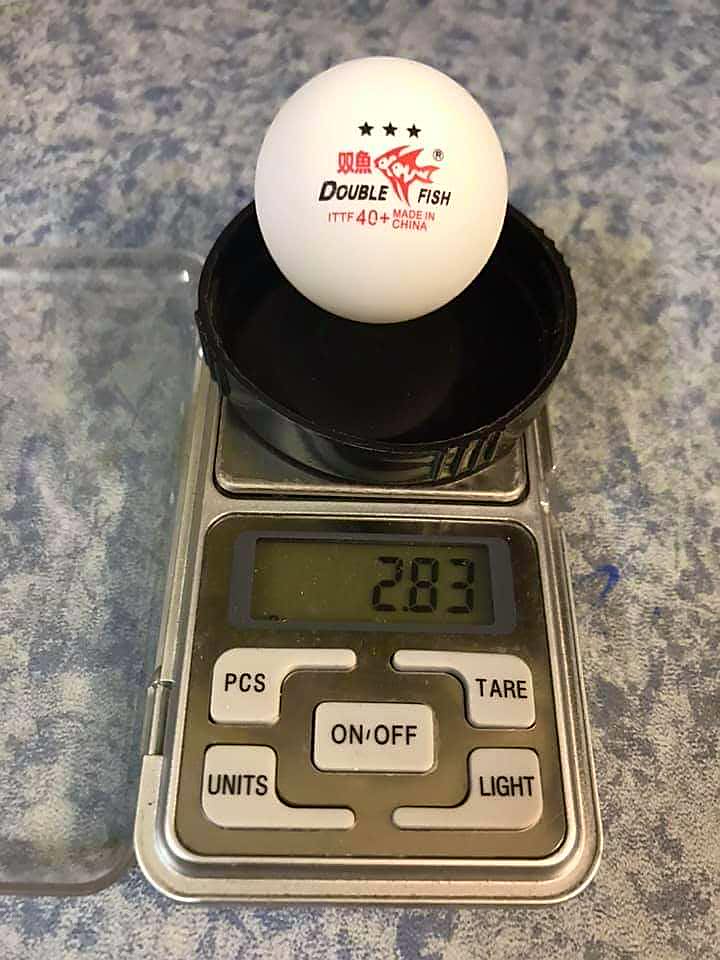 ★★★
双魚 ®
DOUBLE FISH
ITTF 40+ MADE IN CHINA
2.83
PCS
TARE
ON/OFF
UNITS
LIGHT